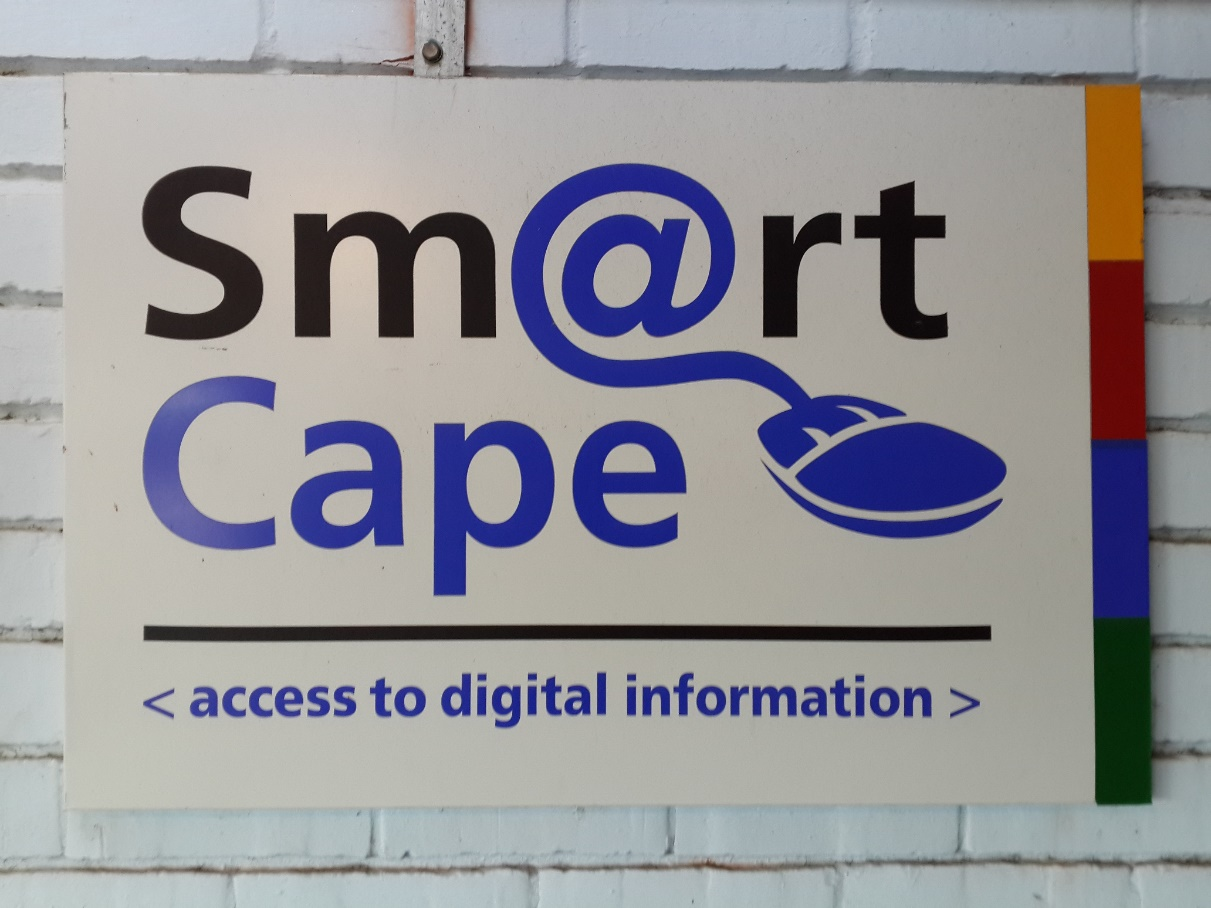 Sm@rt
Cape
< access to digital information >